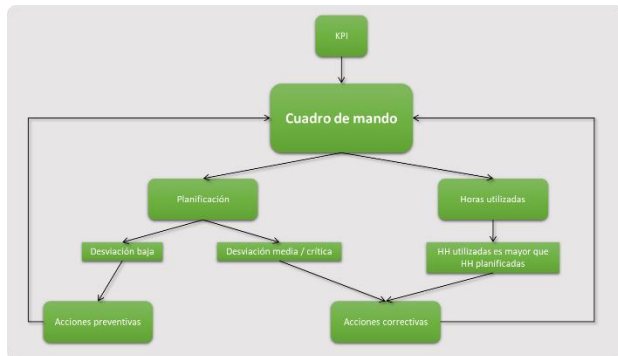 KPI
Cuadro de mando
Planificación
Horas utilizadas
Desviación baja
Desviación media / crítica
HH utilizadas es mayor que
HH planificadas
Acciones preventivas
Acciones correctivas